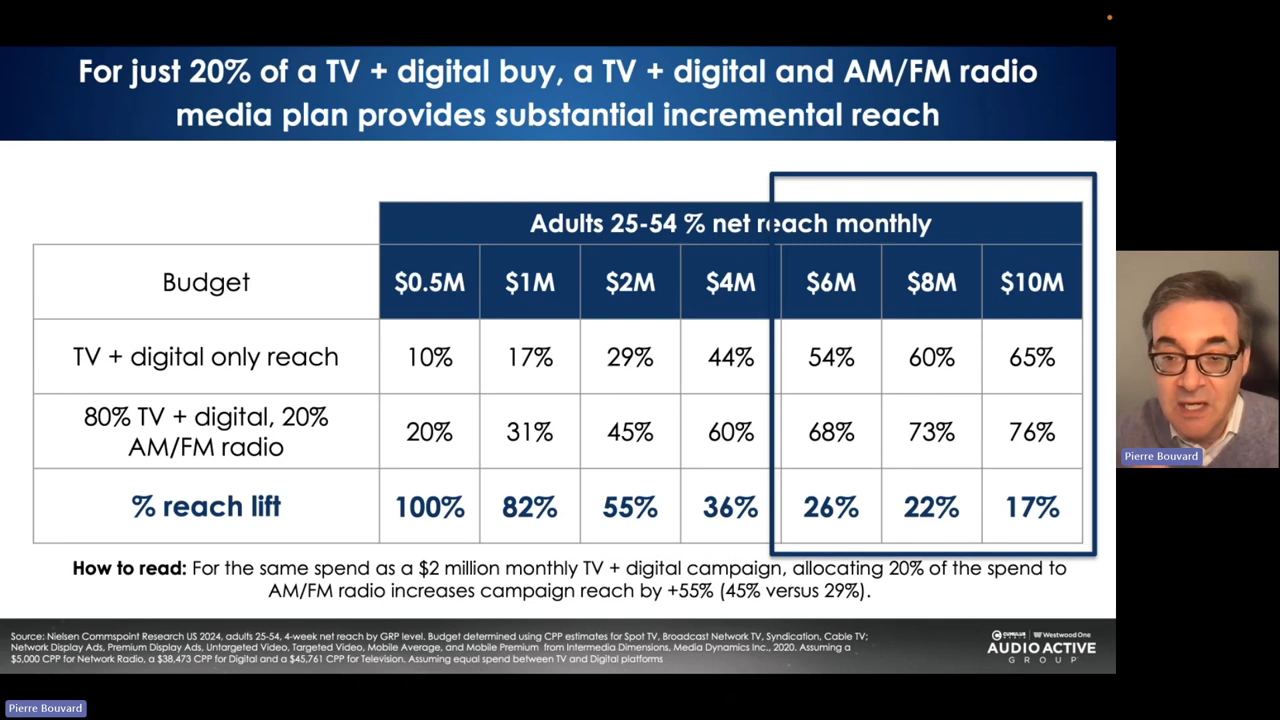 For just 20% of a TV + digital buy, a TV + digital and AM/FM radio
media plan provides substantial incremental reach
Adults 25-54 % net reach monthly
Budget $0.5M $1M $2M $4M $6M $8M $10M
TV + digital only reach 10% 17% 29% 44% 54% 60% 65%
80% TV + digital, 20%
AM/FM radio 20% 31% 45% 60% 68% 73% 76%
% reach lift 100% 82% 55% 36% 26% 22% 17%
How to read: For the same spend as a $2 million monthly TV + digital campaign, allocating 20% of the spend to
AM/FM radio increases campaign reach by +55% (45% versus 29%).
Source: Nielsen Commspoint Research US 2024, adults 25-54, 4-week net reach by GRP level. Budget determined using CPP estimates for Spot TV, Broadcast Network TV, Syndication, Cable TV;
Network Display Ads, Premium Display Ads, Untargeted Video, Targeted Video, Mobile Average, and Mobile Premium from Intermedia Dimensions, Media Dynamics Inc., 2020. Assuming a
$5,000 CPP for Network Radio, a $38,473 CPP for Digital and a $45,761 CPP for Television. Assuming equal spend between TV and Digital platforms
CUMULUS MEDIA | Westwood One
AUDIO ACTIVE
GROUP
Pierre Bouvard
Pierre Bouvard